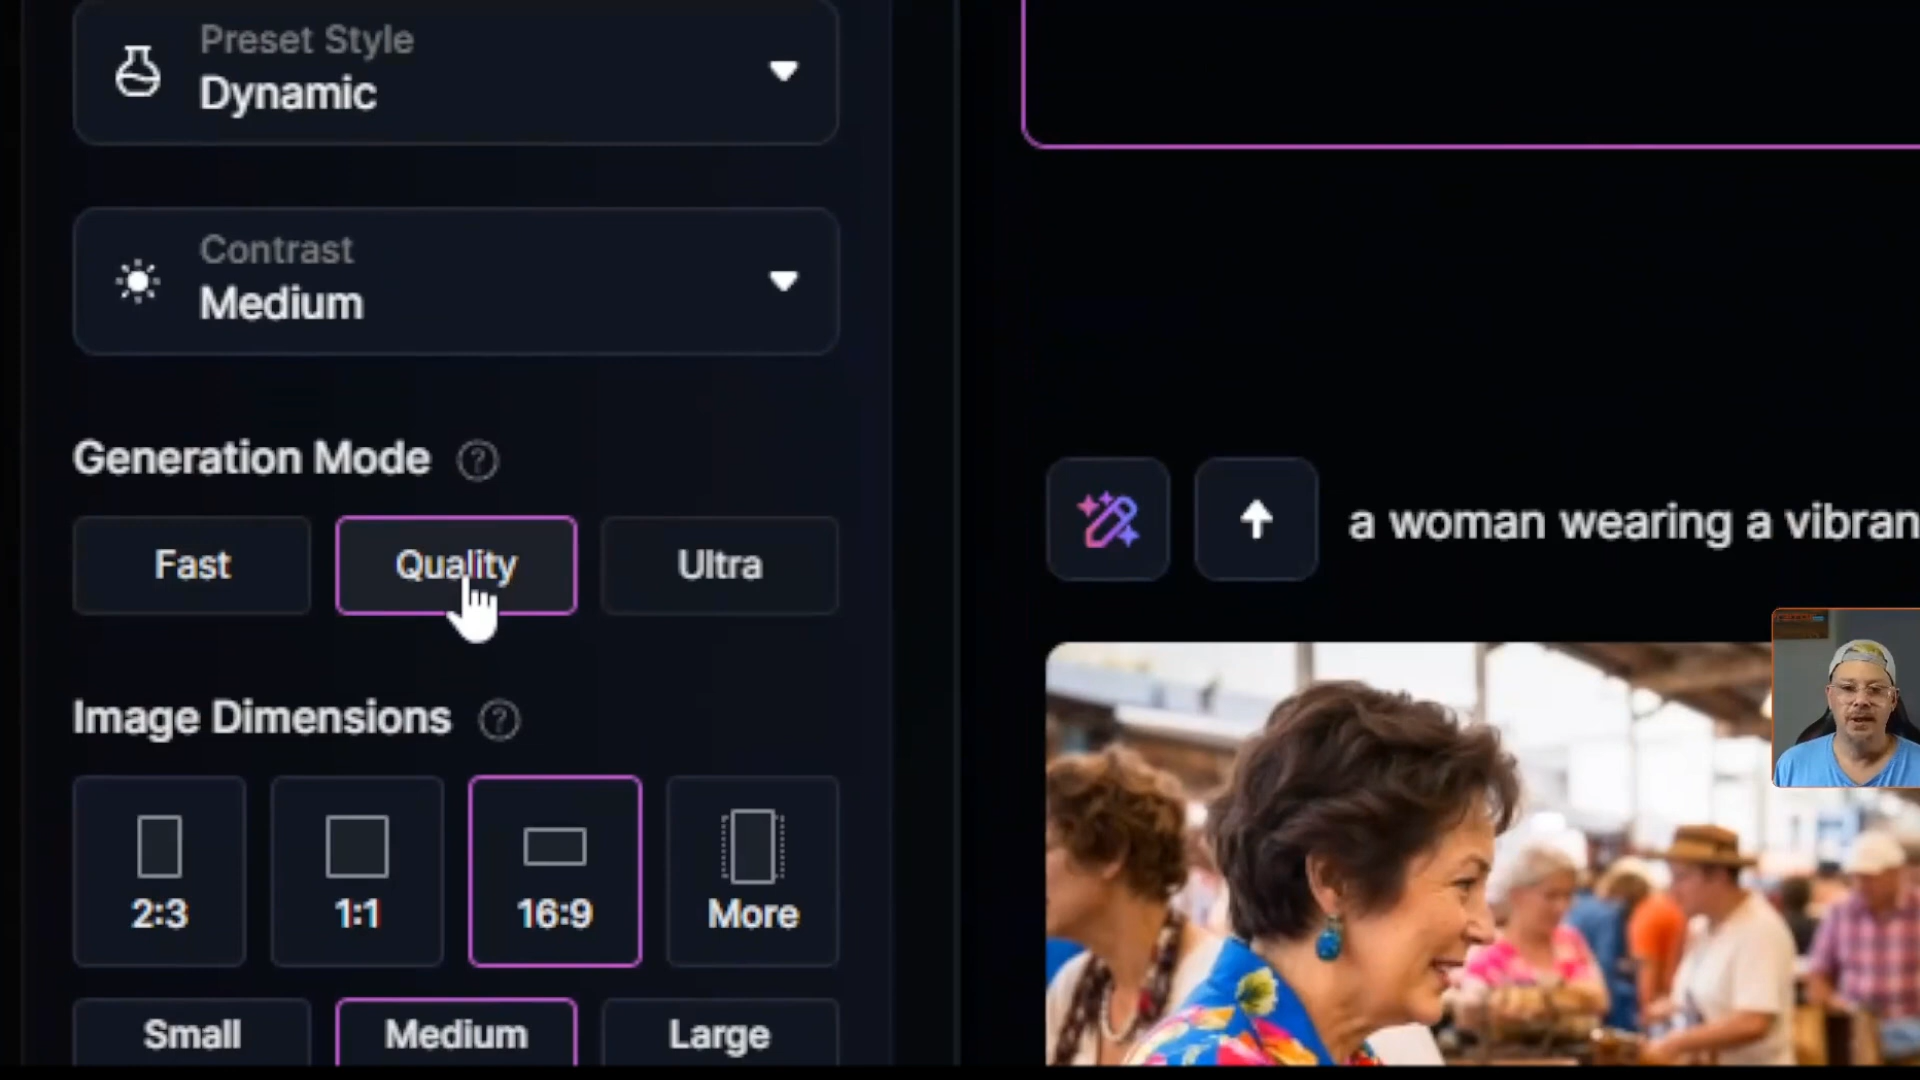 Preset Style
Dynamic
Contrast
Medium
Generation Mode ?
Fast
Quality
Ultra
Image Dimensions ?
2:3
1:1
16:9
More
Small
Medium
Large
a woman wearing a vibran